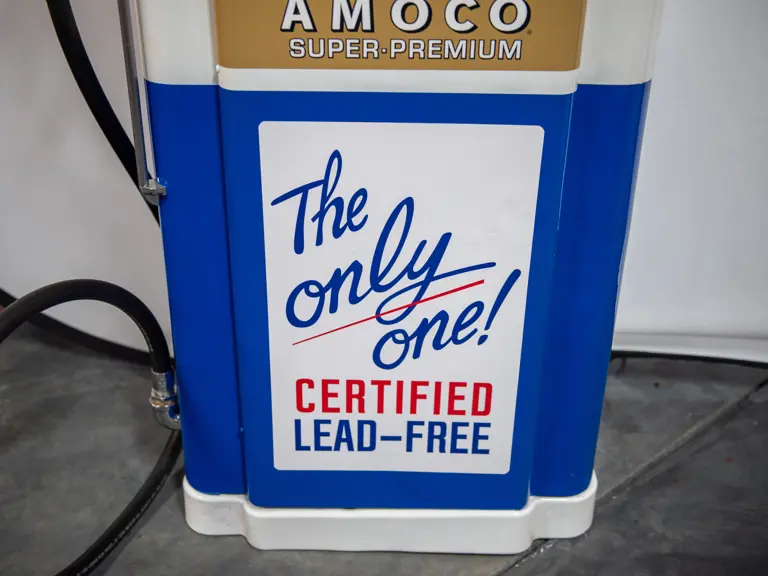 AMOCO
SUPER-PREMIUM
The
only
one!
CERTIFIED
LEAD-FREE